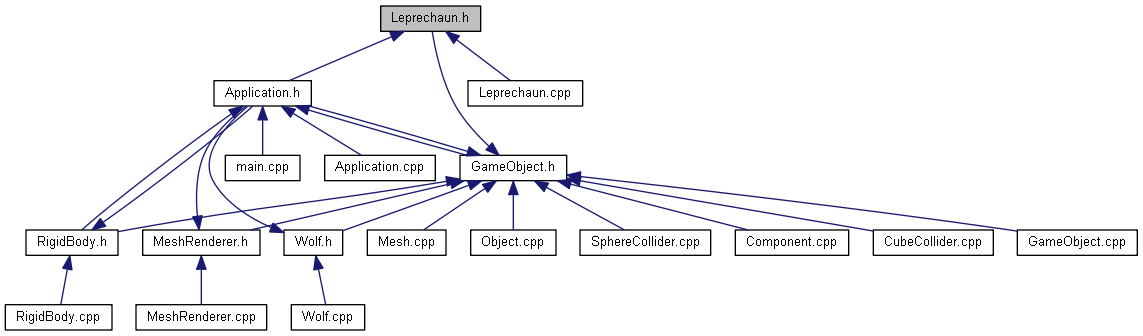 Leprechaun.h
Application.h
Leprechaun.cpp
main.cpp
Application.cpp
GameObject.h
RigidBody.h
MeshRenderer.h
Wolf.h
Mesh.cpp
Object.cpp
SphereCollider.cpp
Component.cpp
CubeCollider.cpp
GameObject.cpp
RigidBody.cpp
MeshRenderer.cpp
Wolf.cpp